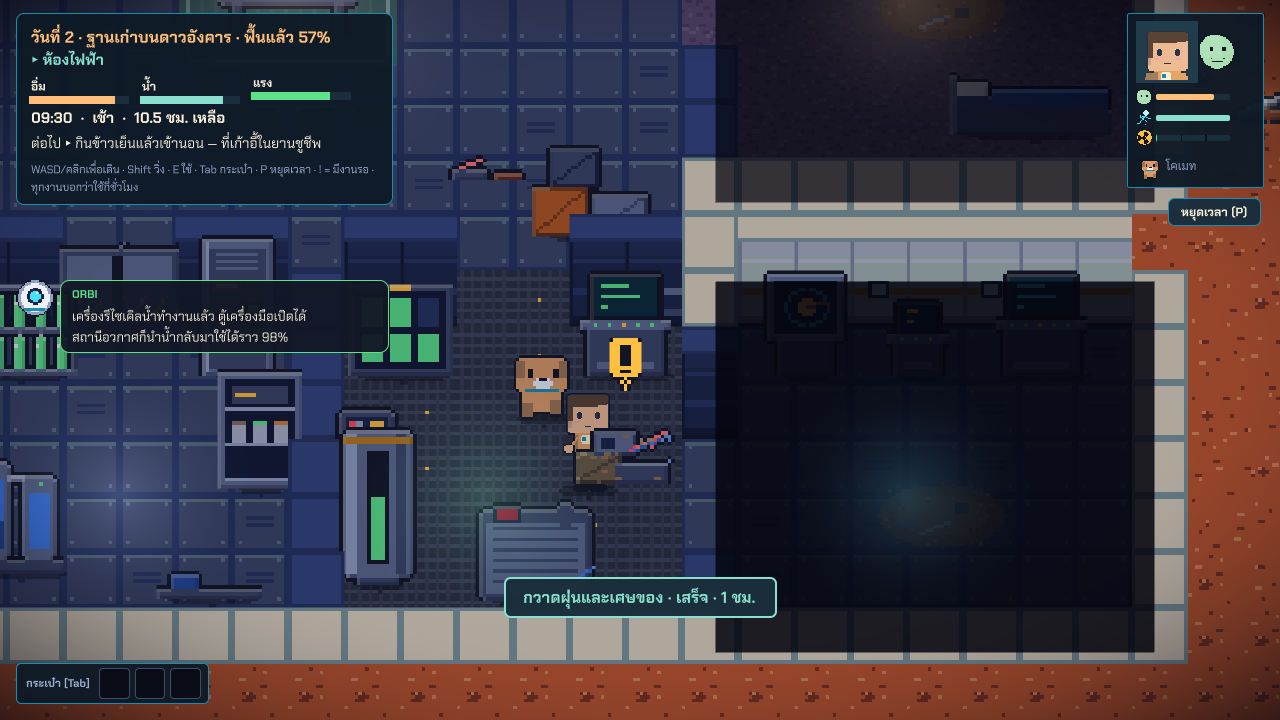 วันที่ 2 · ฐานเก่าบนดาวอังคาร · ฟื้นแล้ว 57%
‣ ห้องไฟฟ้า
อิ่ม น้ำ แรง
09:30 · เช้า · 10.5 ชม. เหลือ
ต่อไป ‣ กินข้าวเย็นแล้วเข้านอน — ที่เก้าอี้ในยานชูชีพ
WASD/คลิกเพื่อเดิน · Shift วิ่ง · E ใช้ · Tab กระเป๋า · P หยุดเวลา · ! = มีงานรอ ·
ทุกงานบอกว่าใช้กี่ชั่วโมง
โคเมท
หยุดเวลา (P)
ORBI
เครื่องรีไซเคิลน้ำทำงานแล้ว ตู้เครื่องมือเปิดได้
สถานีอวกาศก็นำน้ำกลับมาใช้ได้ราว 98%
กวาดฝุ่นและเศษของ · เสร็จ · 1 ชม.
กระเป๋า [Tab]